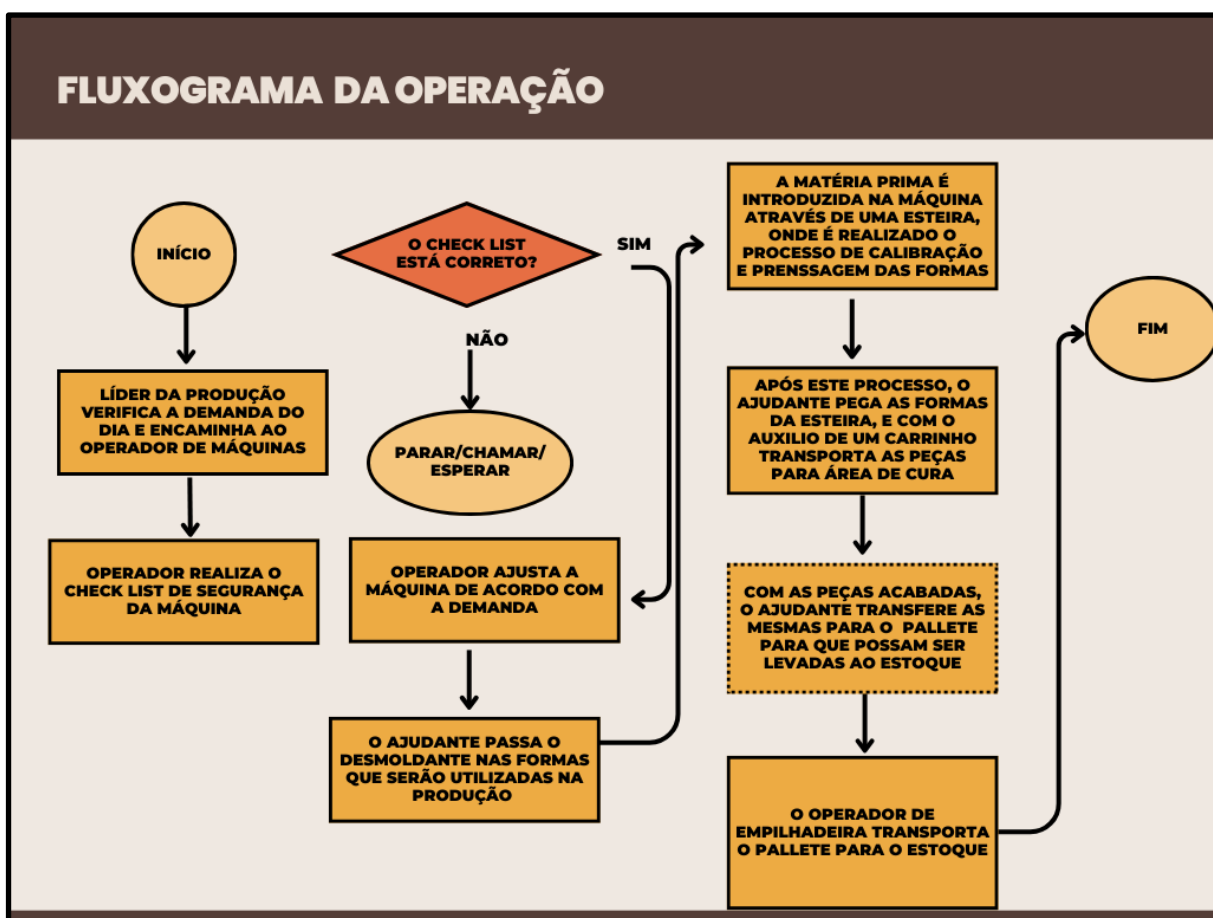 FLUXOGRAMA DA OPERAÇÃO
INÍCIO
LÍDER DA PRODUÇÃO
VERIFICA A DEMANDA DO
DIA E ENCAMINHA AO
OPERADOR DE MÁQUINAS
OPERADOR REALIZA O
CHECK LIST DE SEGURANÇA
DA MÁQUINA
O CHECK LIST
ESTÁ CORRETO?
SIM
NÃO
PARAR/CHAMAR/
ESPERAR
OPERADOR AJUSTA A
MÁQUINA DE ACORDO COM
A DEMANDA
O AJUDANTE PASSA O
DESMOLDANTE NAS FORMAS
QUE SERÃO UTILIZADAS NA
PRODUÇÃO
A MATÉRIA PRIMA É
INTRODUZIDA NA MÁQUINA
ATRAVÉS DE UMA ESTEIRA,
ONDE É REALIZADO O
PROCESSO DE CALIBRAÇÃO
E PRENSSAGEM DAS FORMAS
APÓS ESTE PROCESSO, O
AJUDANTE PEGA AS FORMAS
DA ESTEIRA, E COM O
AUXILIO DE UM CARRINHO
TRANSPORTA AS PEÇAS
PARA ÁREA DE CURA
COM AS PEÇAS ACABADAS,
O AJUDANTE TRANSFERE AS
MESMAS PARA O PALLETE
PARA QUE POSSAM SER
LEVADAS AO ESTOQUE
O OPERADOR DE
EMPILHADEIRA TRANSPORTA
O PALLETE PARA O ESTOQUE
FIM